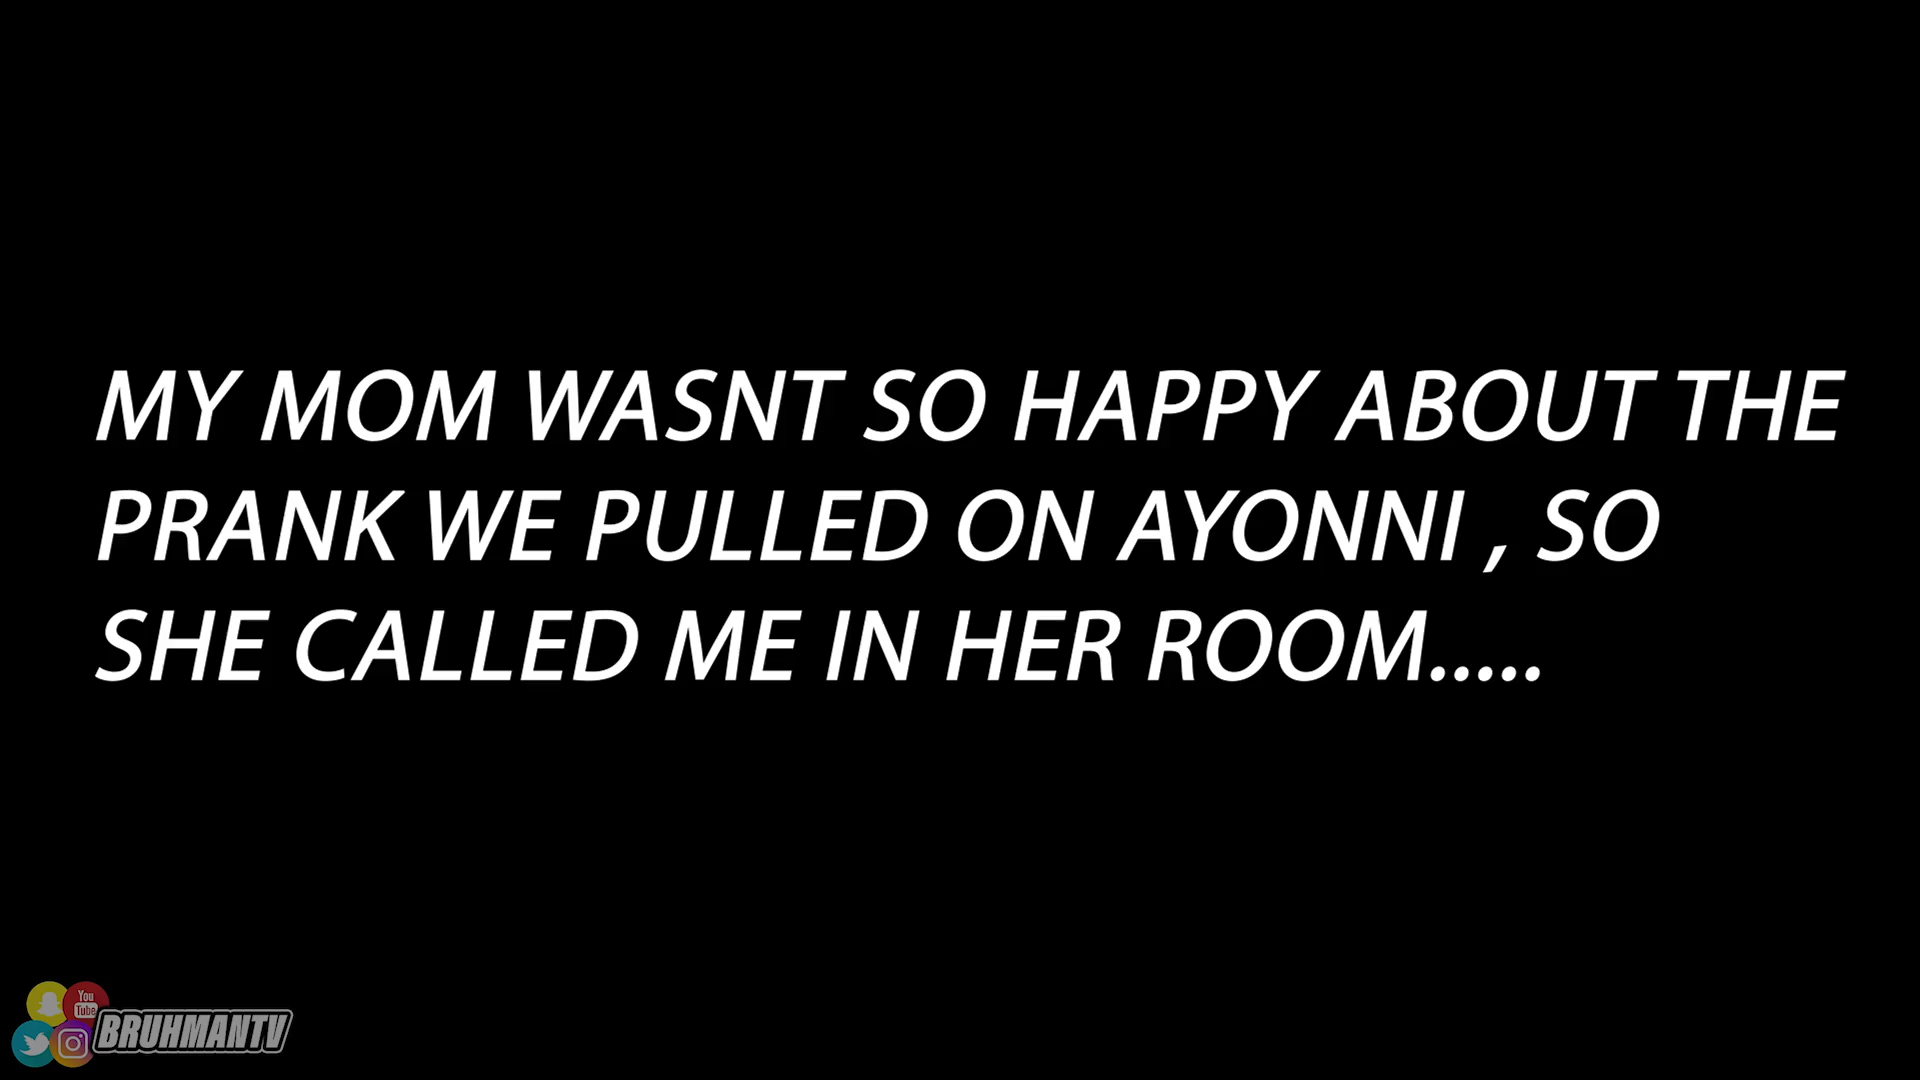 MY MOM WASNT SO HAPPY ABOUT THE
PRANK WE PULLED ON AYONNI , SO
SHE CALLED ME IN HER ROOM.....
You
Tube
BRUHMANTV